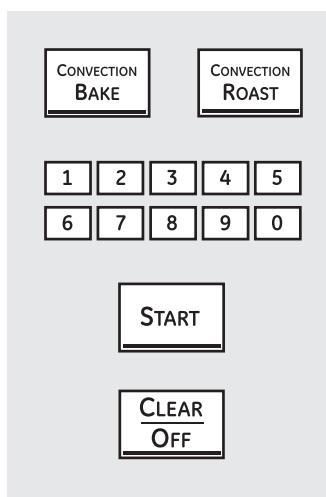 CONVECTION CONVECTION
BAKE ROAST
1 2 3 4 5
6 7 8 9 0
START
CLEAR
OFF